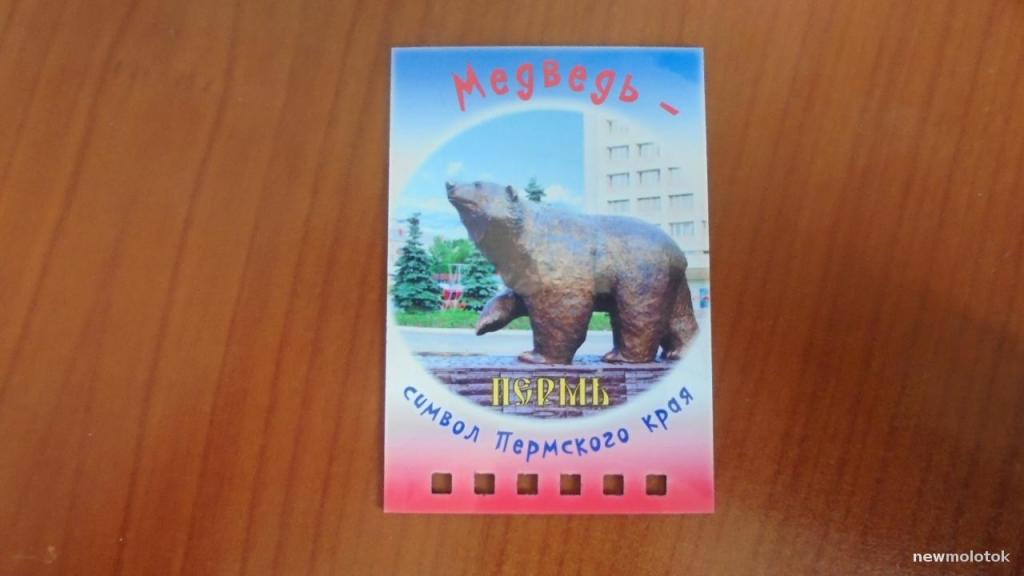 Медведь -
ПЕРМЬ
символ Пермского края
newmolotok